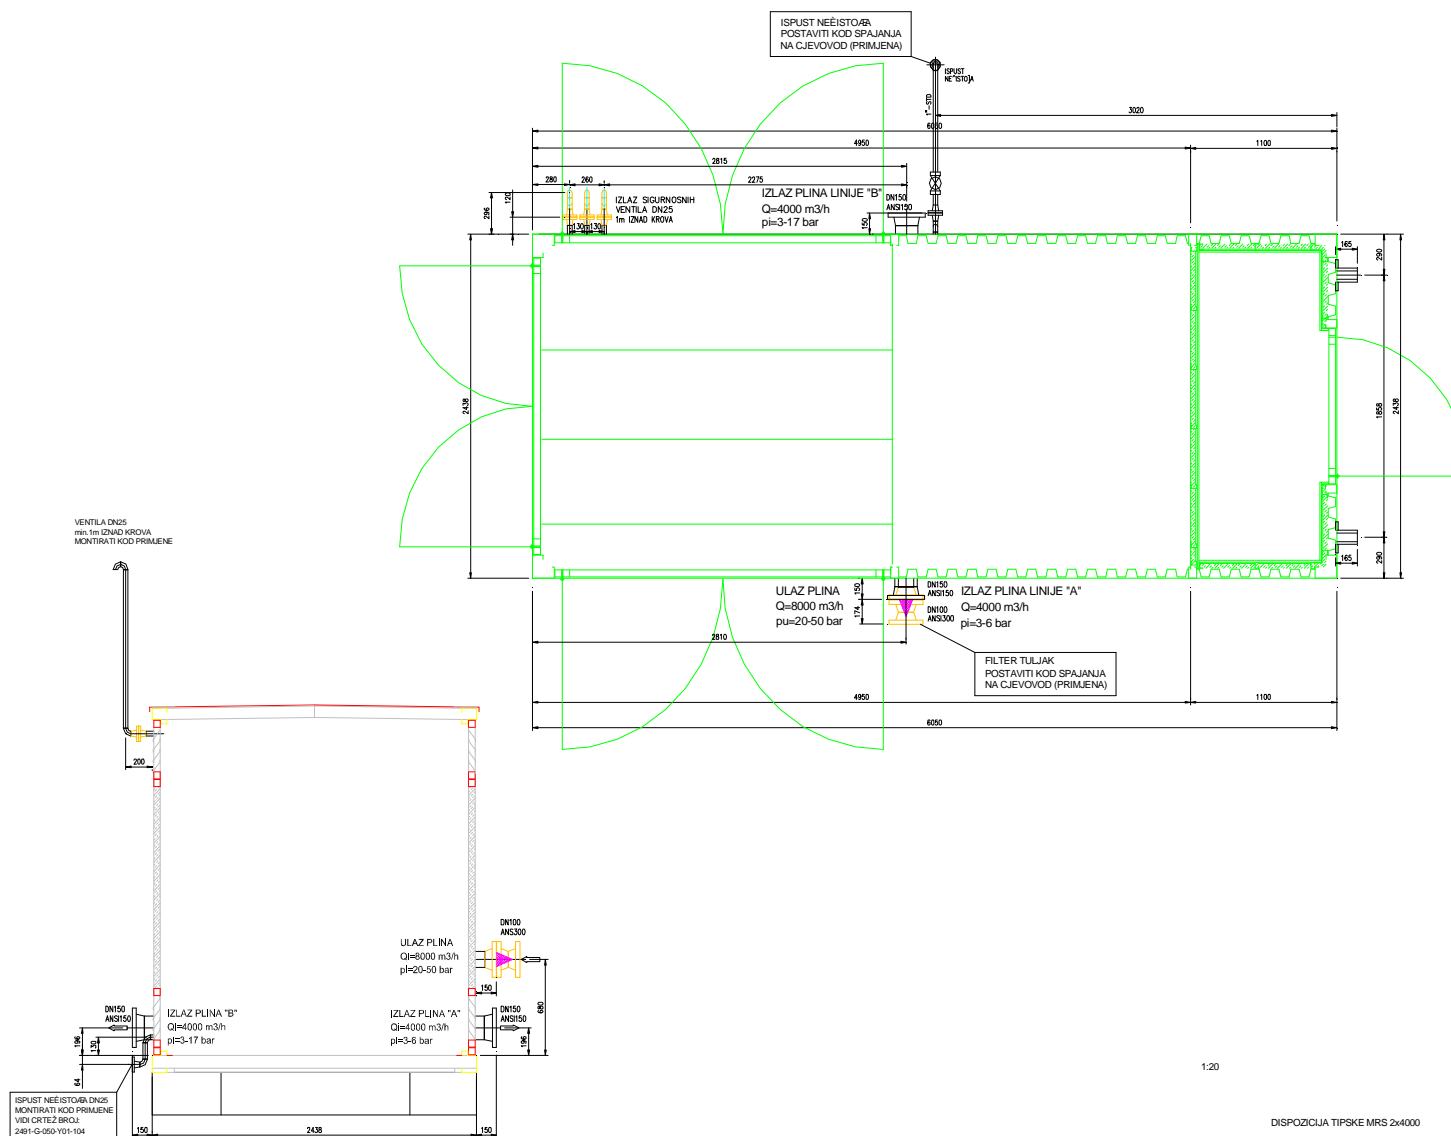 ISPUST NEÈISTOÆA
POSTAVITI KOD SPAJANJA
NA CJEVOVOD (PRIMJENA)
ISPUST
1"-STD
3020
6050
4950
1100
2815
280
260
2275
120
296
IZLAZ SIGURNOSNIH
VENTILA DN25
1m IZNAD KROVA
130
130
IZLAZ PLINA LINIJE "B"
Q=4000 m3/h
pi=3-17 bar
DN150
ANSI150
150
165
290
2438
1858
2438
165
290
VENTILA DN25
min.1m IZNAD KROVA
MONTIRATI KOD PRIMJENE
ULAZ PLINA
Q=8000 m3/h
pu=20-50 bar
150
174
DN150
ANSI150
DN100
ANSI300
IZLAZ PLINA LINIJE "A"
Q=4000 m3/h
pi=3-6 bar
2810
FILTER TULJAK
POSTAVITI KOD SPAJANJA
NA CJEVOVOD (PRIMJENA)
4950
1100
6050
200
DN100
ANS300
ULAZ PLINA
Ql=8000 m3/h
pl=20-50 bar
150
680
DN150
ANSI150
IZLAZ PLINA "B"
Ql=4000 m3/h
pl=3-17 bar
IZLAZ PLINA "A"
Ql=4000 m3/h
pl=3-6 bar
DN150
ANSI150
196
130
196
64
ISPUST NEÈISTOÆA DN25
MONTIRATI KOD PRIMJENE
VIDI CRTEŽ BROJ:
2491-G-050-Y01-104
150
2438
150
1:20
DISPOZICIJA TIPSKE MRS 2x4000